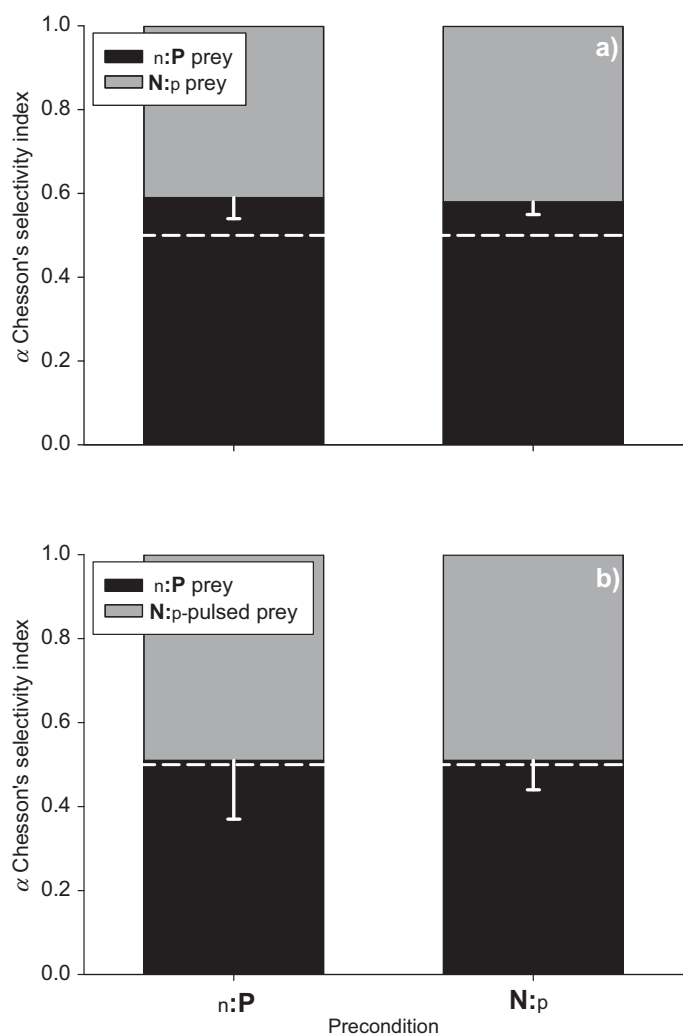 1.0
n:P prey
N:p prey
a)
0.8
0.6
0.4
0.2
0.0
α Chesson's selectivity index
1.0
n:P prey
N:p-pulsed prey
b)
0.8
0.6
0.4
0.2
0.0
α Chesson's selectivity index
n:P
N:p
Precondition